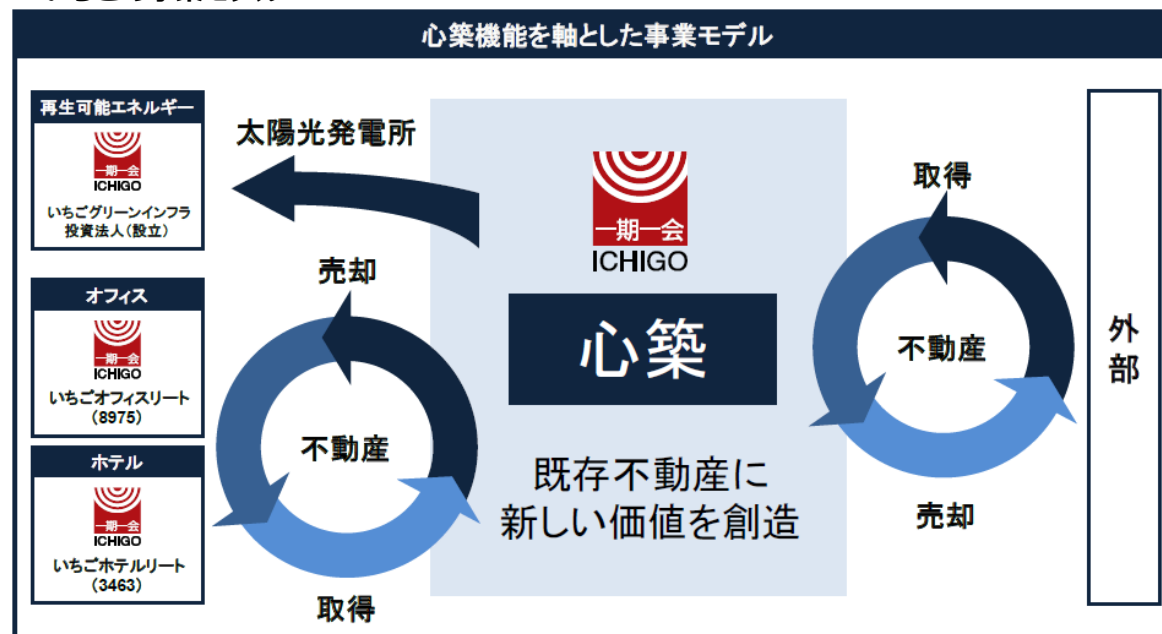 心築機能を軸とした事業モデル
再生可能エネルギー
一期一会
ICHIGO
いちごグリーンインフラ
投資法人(設立)
オフィス
一期一会
ICHIGO
いちごオフィスリート
(8975)
ホテル
一期一会
ICHIGO
いちごホテルリート
(3463)
太陽光発電所
売却
不動産
取得
一期一会
ICHIGO
心築
既存不動産に
新しい価値を創造
取得
不動産
売却
外部